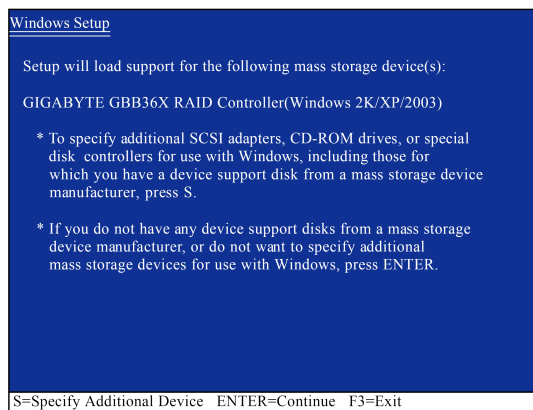 Windows Setup
Setup will load support for the following mass storage device(s):
GIGABYTE GBB36X RAID Controller(Windows 2K/XP/2003)
* To specify additional SCSI adapters, CD-ROM drives, or special
disk controllers for use with Windows, including those for
which you have a device support disk from a mass storage device
manufacturer, press S.
* If you do not have any device support disks from a mass storage
device manufacturer, or do not want to specify additional
mass storage devices for use with Windows, press ENTER.
S=Specify Additional Device ENTER=Continue F3=Exit